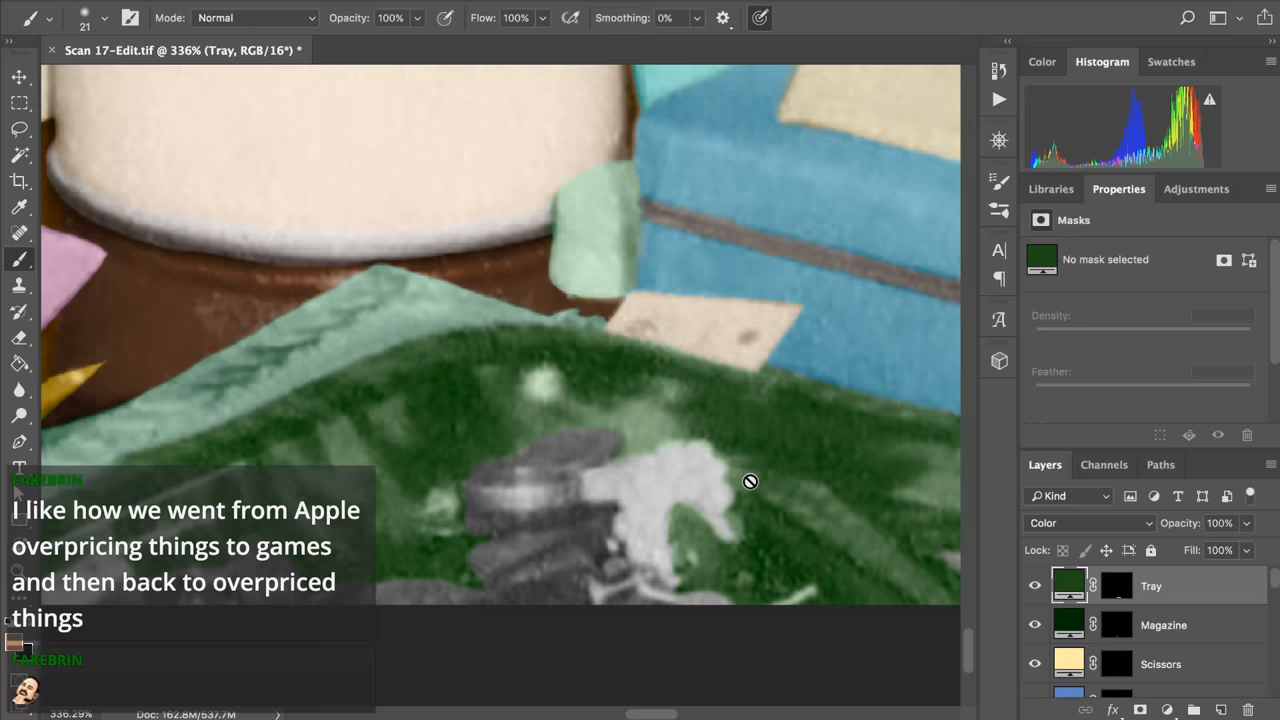 21
Mode: Normal
Opacity: 100%
Flow: 100%
Smoothing: 0%
Scan 17-Edit.tif @ 336% (Tray, RGB/16*) *
Color Histogram Swatches
Libraries Properties Adjustments
Masks
No mask selected
Density:
Feather:
Layers Channels Paths
Kind
Color Opacity: 100%
Lock: Fill: 100%
Tray
Magazine
Scissors
FAKEBRIN
I like how we went from Apple
overpricing things to games
and then back to overpriced
things
FAKEBRIN
336.29% Doc: 162.8M/537.7M
fx